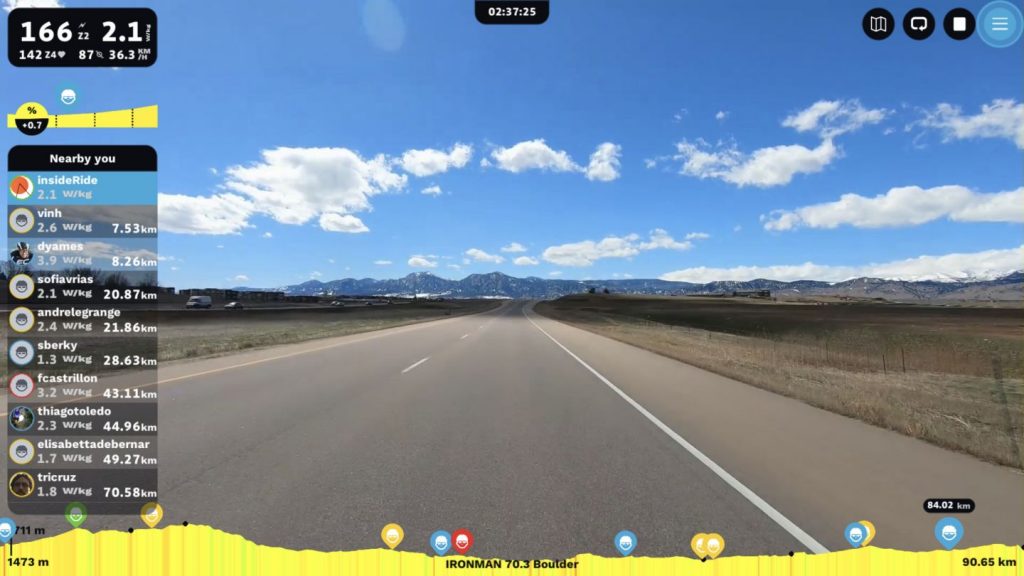 02:37:25
166 Z2 2.1 W/kg
142 Z4 87 36.3 KM/H
%
+0.7
Nearby you
insideRide
2.1 W/kg
vinh
2.6 W/kg 7.53km
dyames
3.9 W/kg 8.26km
sofiavrias
2.1 W/kg 20.87km
andrelegrange
2.4 W/kg 21.86km
sberky
1.3 W/kg 28.63km
fcastrillon
3.2 W/kg 43.11km
thiagotoledo
2.3 W/kg 44.96km
elisabettadebernar
1.7 W/kg 49.27km
tricruz
1.8 W/kg 70.58km
84.02 km
711 m
1473 m
IRONMAN 70.3 Boulder
90.65 km